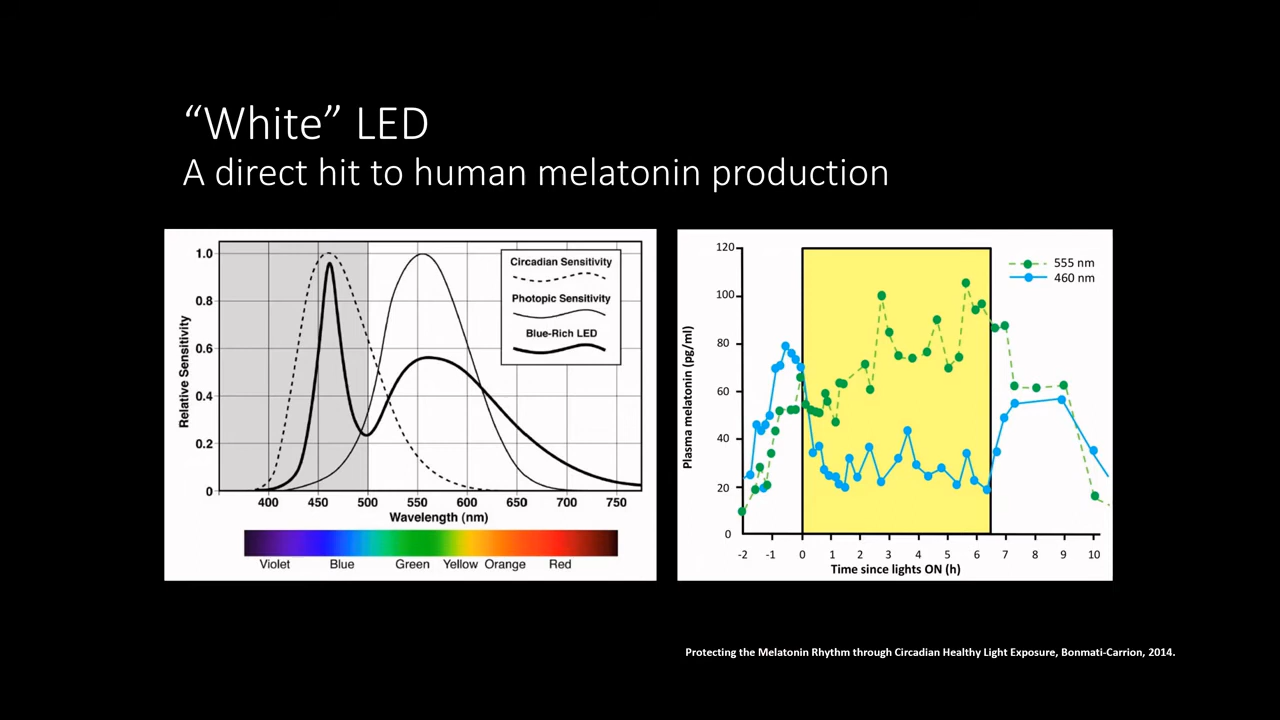 “White” LED
A direct hit to human melatonin production
1.0
0.8
0.6
0.4
0.2
0
Relative Sensitivity
Circadian Sensitivity
Photopic Sensitivity
Blue-Rich LED
400 450 500 550 600 650 700 750
Wavelength (nm)
Violet Blue Green Yellow Orange Red
120
100
80
60
40
20
0
Plasma melatonin (pg/ml)
555 nm
460 nm
-2 -1 0 1 2 3 4 5 6 7 8 9 10
Time since lights ON (h)
Protecting the Melatonin Rhythm through Circadian Healthy Light Exposure, Bonmati-Carrion, 2014.